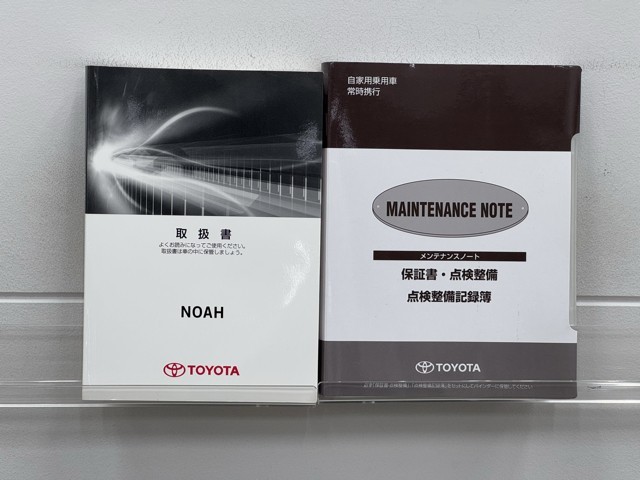 取扱書
よくお読みになってご使用ください。
取扱書は車の中に保管しましょう。
NOAH
TOYOTA
自家用乗用車
常時携行
MAINTENANCE NOTE
メンテナンスノート
保証書・点検整備
点検整備記録簿
TOYOTA